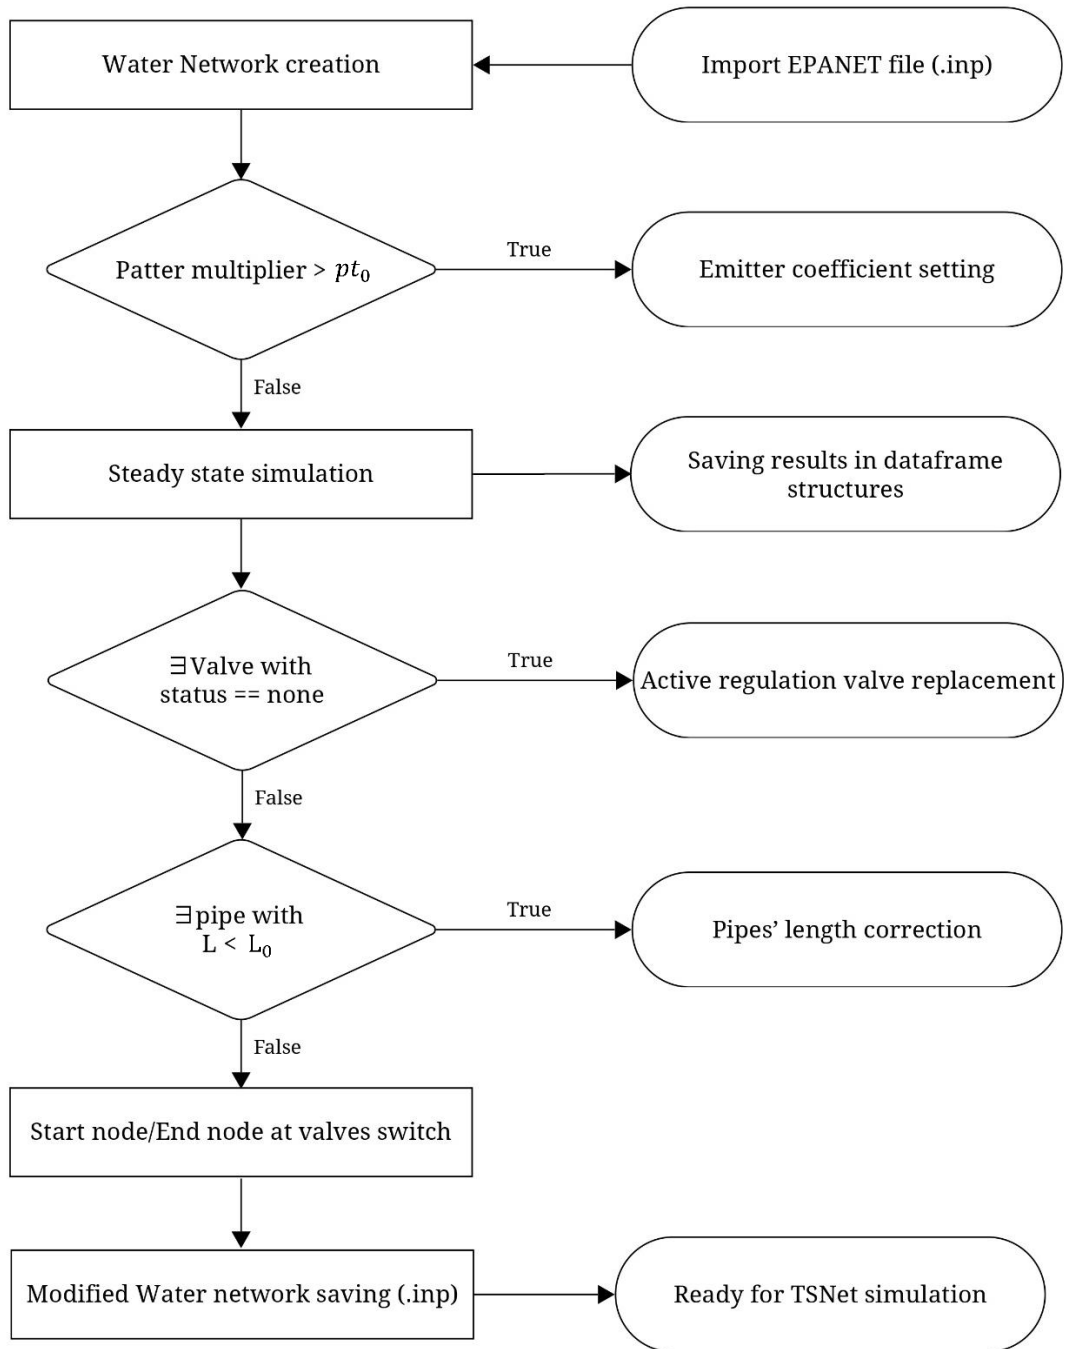 Water Network creation
Import EPANET file (.inp)
Patter multiplier > pt₀
True
Emitter coefficient setting
False
Steady state simulation
Saving results in dataframe
structures
∃Valve with
status == none
True
Active regulation valve replacement
False
∃pipe with
L < L₀
True
Pipes’ length correction
False
Start node/End node at valves switch
Modified Water network saving (.inp)
Ready for TSNet simulation